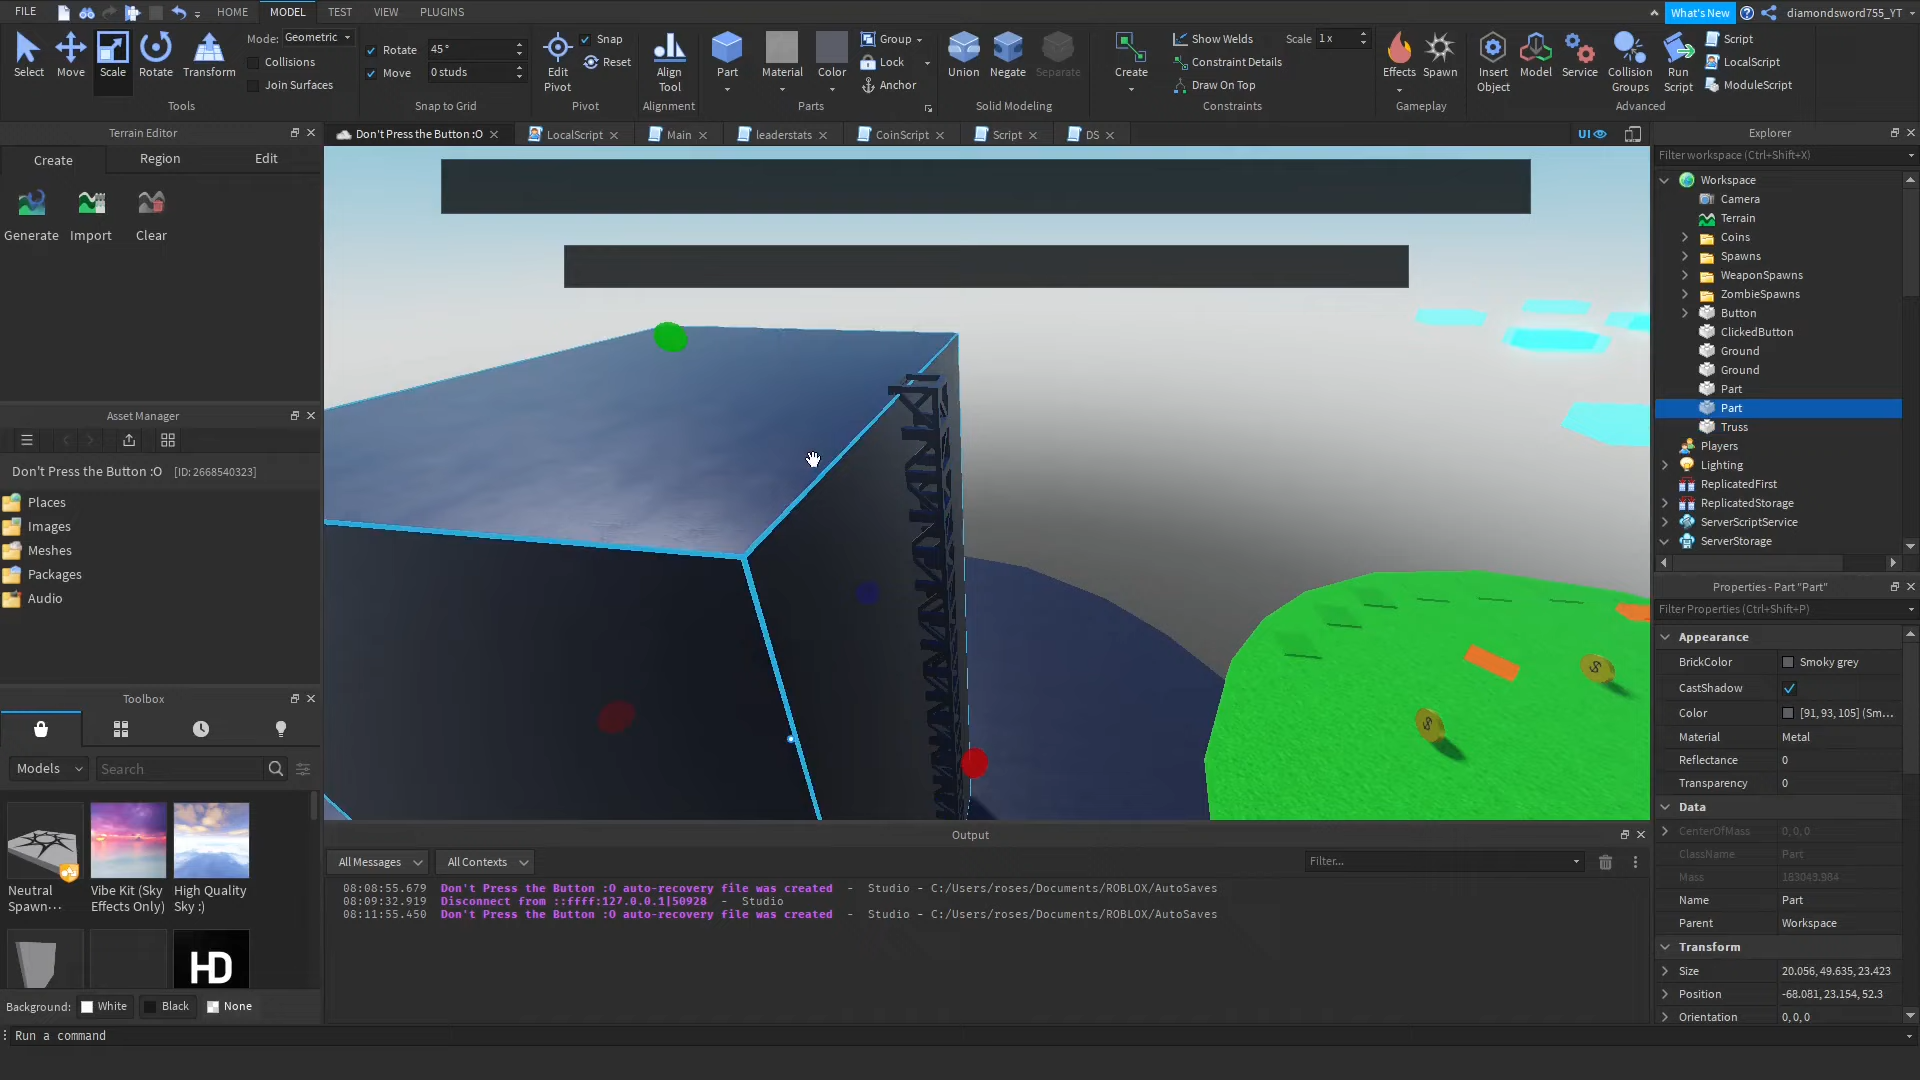 FILE HOME MODEL TEST VIEW PLUGINS What's New diamondsword755_YT
Select Move Scale Rotate Transform
Mode: Geometric
Collisions
Join Surfaces
Tools
Rotate 45°
Move 0 studs
Snap to Grid
Edit
Pivot
Snap
Reset
Pivot
Align
Tool
Alignment
Part Material Color
Group
Lock
Anchor
Parts
Union Negate Separate
Solid Modeling
Create
Show Welds Scale 1 x
Constraint Details
Draw On Top
Constraints
Effects Spawn
Gameplay
Insert
Object
Model Service
Collision
Groups
Run
Script
Script
LocalScript
ModuleScript
Advanced
Terrain Editor
Create Region Edit
Generate Import Clear
Asset Manager
Don't Press the Button :O [ID: 2668540323]
Places
Images
Meshes
Packages
Audio
Toolbox
Models Search
Neutral
Spawn...
Vibe Kit (Sky
Effects Only)
High Quality
Sky :)
HD
Background: White Black None
Run a command
Don't Press the Button :O LocalScript Main leaderstats CoinScript Script DS UI
$
$
Output
All Messages All Contexts Filter...
08:08:55.679 Don't Press the Button :O auto-recovery file was created - Studio - C:/Users/roses/Documents/ROBLOX/AutoSaves
08:09:32.919 Disconnect from ::ffff:127.0.0.1|50928 - Studio
08:11:55.450 Don't Press the Button :O auto-recovery file was created - Studio - C:/Users/roses/Documents/ROBLOX/AutoSaves
Explorer
Filter workspace (Ctrl+Shift+X)
Workspace
Camera
Terrain
Coins
Spawns
WeaponSpawns
ZombieSpawns
Button
ClickedButton
Ground
Ground
Part
Part
Truss
Players
Lighting
ReplicatedFirst
ReplicatedStorage
ServerScriptService
ServerStorage
Properties - Part "Part"
Filter Properties (Ctrl+Shift+P)
Appearance
BrickColor Smoky grey
CastShadow
Color [91, 93, 105] (Sm...
Material Metal
Reflectance 0
Transparency 0
Data
CenterOfMass 0, 0, 0
ClassName Part
Mass 183043.984
Name Part
Parent Workspace
Transform
Size 20.056, 49.635, 23.423
Position -68.081, 23.154, 52.3
Orientation 0, 0, 0